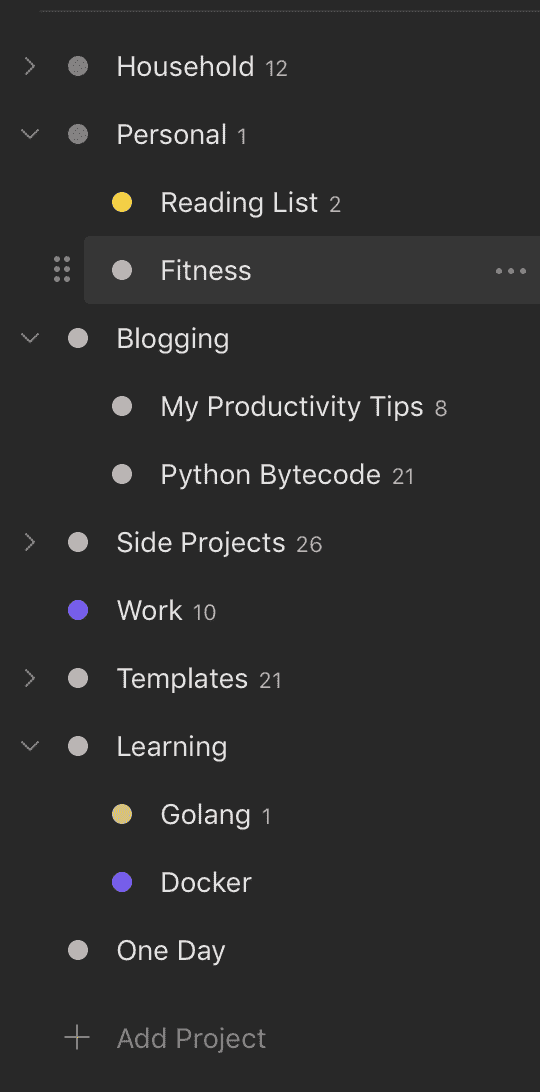 Household 12
Personal 1
Reading List 2
Fitness
Blogging
My Productivity Tips 8
Python Bytecode 21
Side Projects 26
Work 10
Templates 21
Learning
Golang 1
Docker
One Day
Add Project